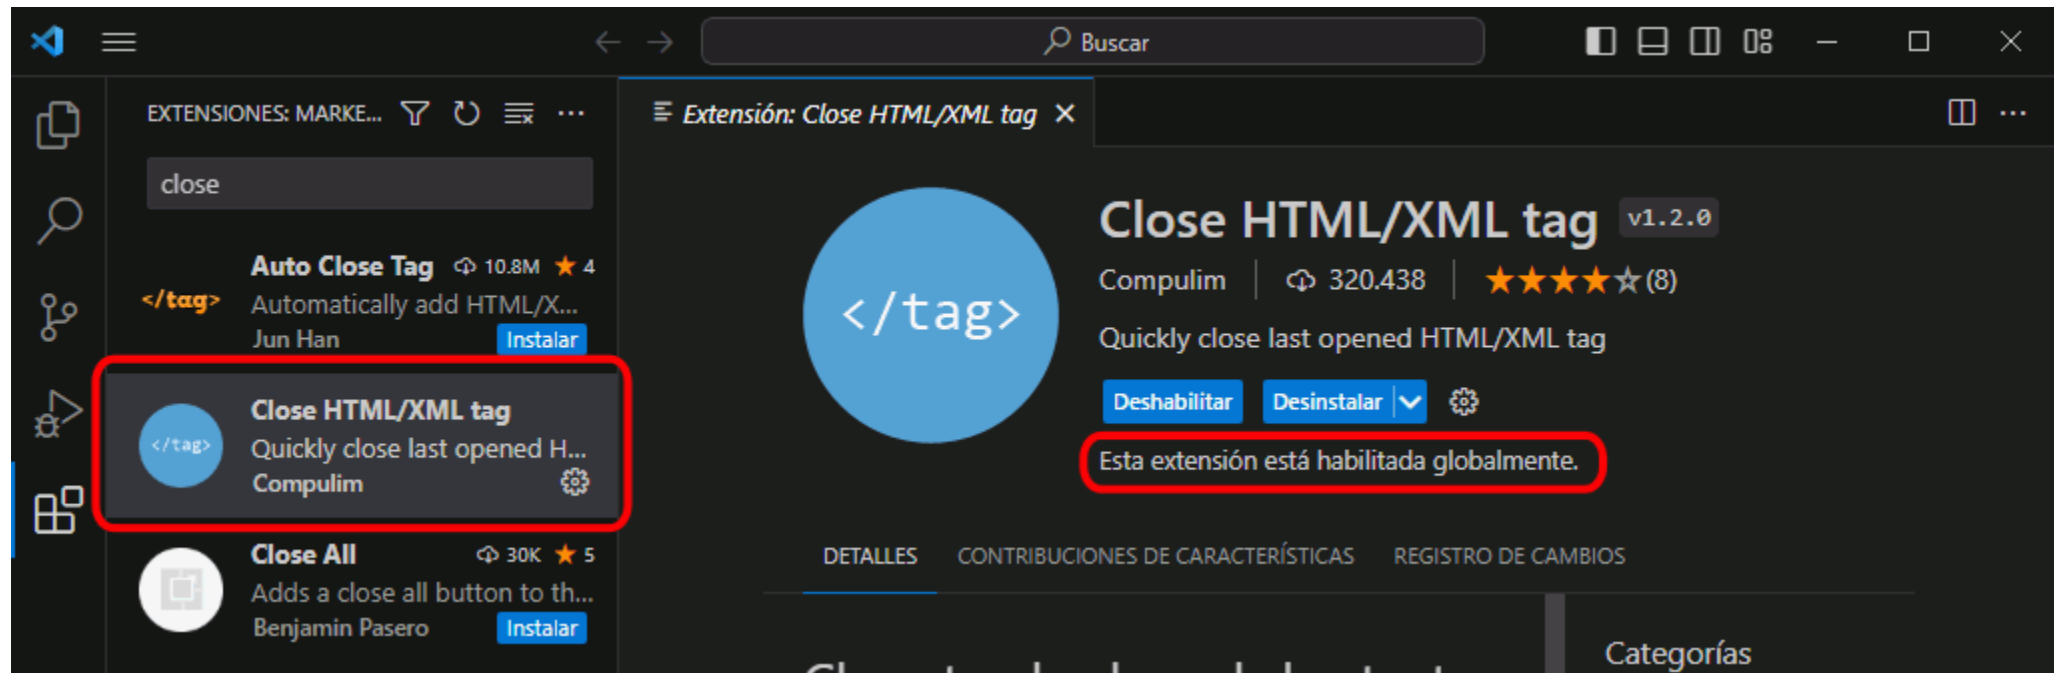 Buscar
EXTENSIONES: MARKE...
close
Auto Close Tag 10.8M ★ 4
</tag>
Automatically add HTML/X...
Jun Han Instalar
Close HTML/XML tag
</tag>
Quickly close last opened H...
Compulim
Close All 30K ★ 5
Adds a close all button to th...
Benjamin Pasero Instalar
Extensión: Close HTML/XML tag
</tag>
Close HTML/XML tag v1.2.0
Compulim 320.438 ★★★★☆(8)
Quickly close last opened HTML/XML tag
Deshabilitar Desinstalar
Esta extensión está habilitada globalmente.
DETALLES CONTRIBUCIONES DE CARACTERÍSTICAS REGISTRO DE CAMBIOS
Categorías